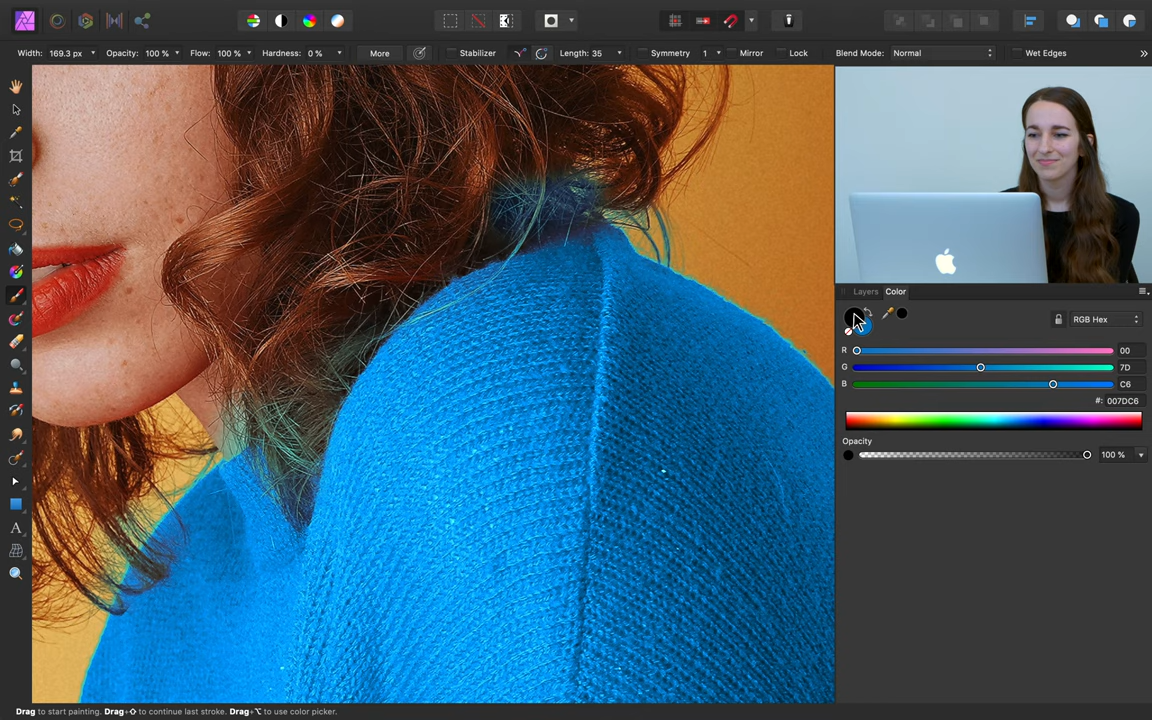 Width: 169.3 px Opacity: 100 % Flow: 100 % Hardness: 0 % More Stabilizer Length: 35 Symmetry 1 Mirror Lock Blend Mode: Normal Wet Edges »
Layers Color
RGB Hex
R 00
G 7D
B C6
#: 007DC6
Opacity
100 %
A
Drag to start painting. Drag+⇧ to continue last stroke. Drag+⌥ to use color picker.